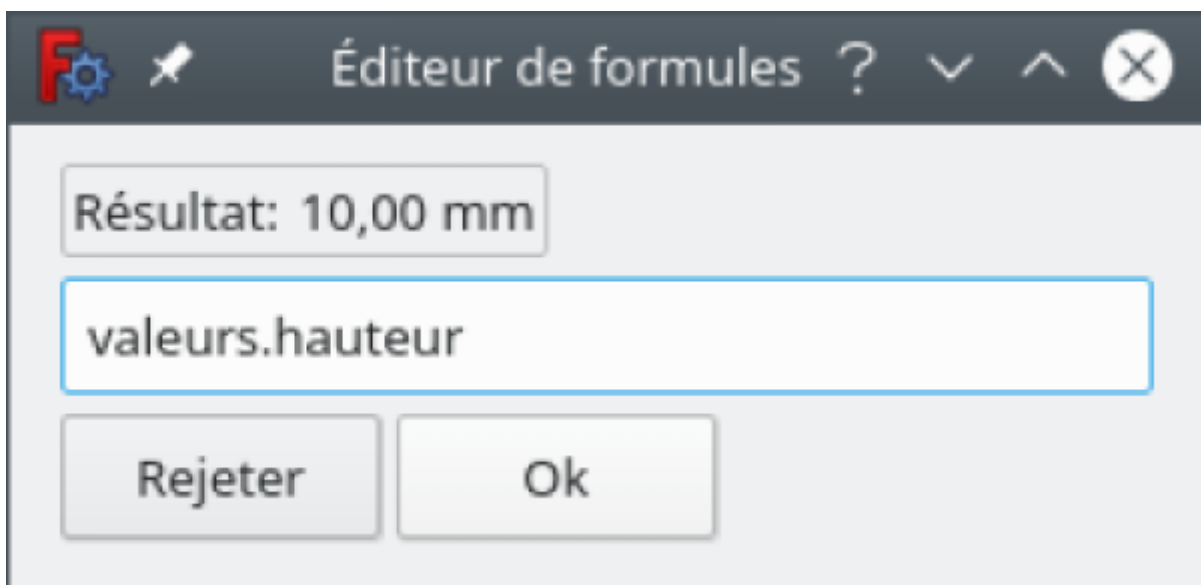 Éditeur de formules ?
Résultat: 10,00 mm
valeurs.hauteur
Rejeter Ok